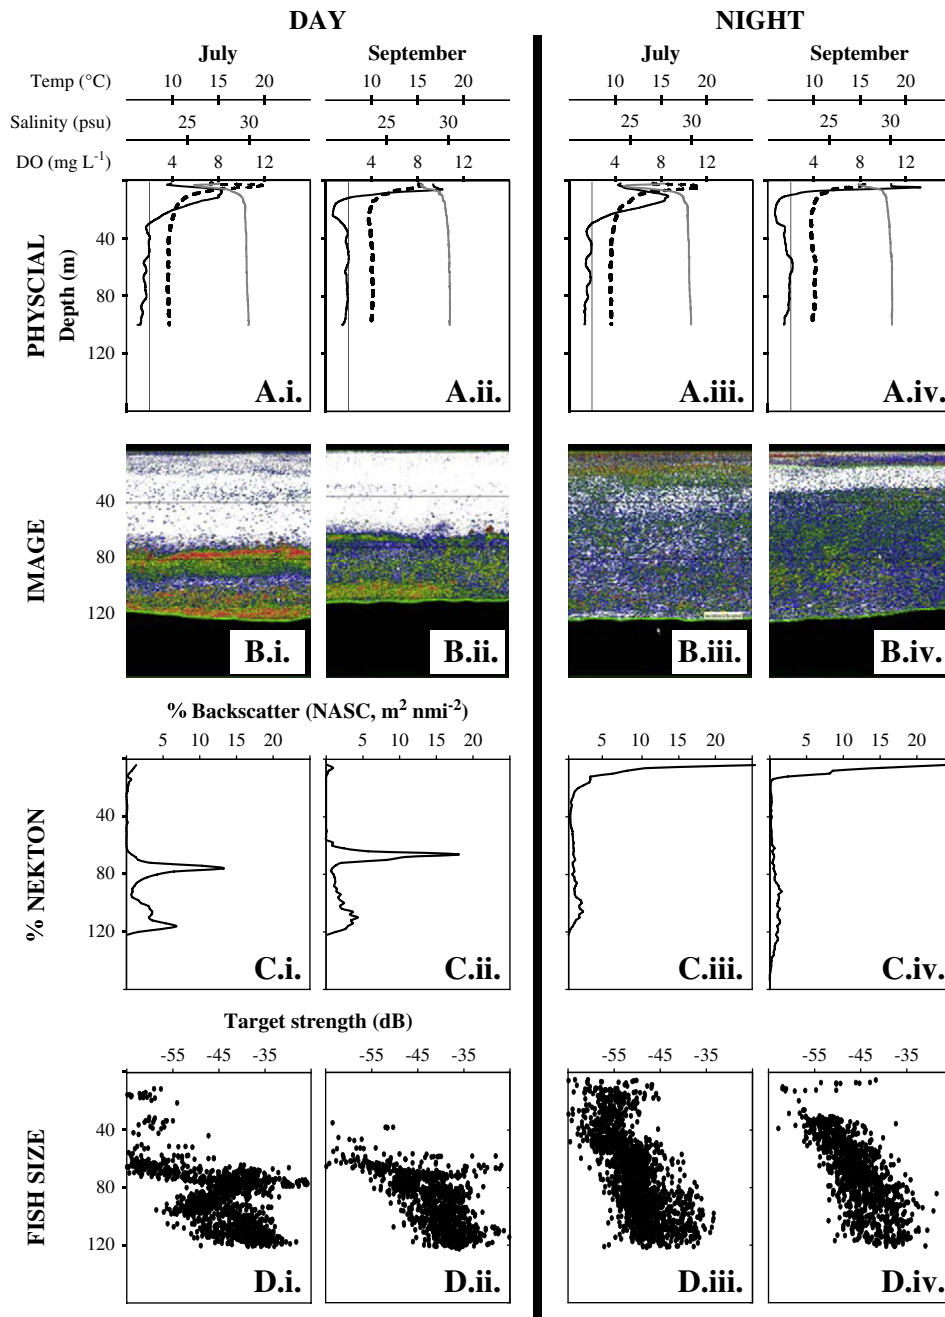 DAY NIGHT
July September July September
Temp (°C) 10 15 20 10 15 20 10 15 20 10 15 20
Salinity (psu) 25 30 25 30 25 30 25 30
DO (mg L-1) 4 8 12 4 8 12 4 8 12 4 8 12
PHYSCIAL
Depth (m)
40
80
120
A.i. A.ii. A.iii. A.iv.
IMAGE
40
80
120
B.i. B.ii. B.iii. B.iv.
% Backscatter (NASC, m2 nmi-2)
5 10 15 20 5 10 15 20 5 10 15 20 5 10 15 20
% NEKTON
40
80
120
C.i. C.ii. C.iii. C.iv.
Target strength (dB)
-55 -45 -35 -55 -45 -35 -55 -45 -35 -55 -45 -35
FISH SIZE
40
80
120
D.i. D.ii. D.iii. D.iv.